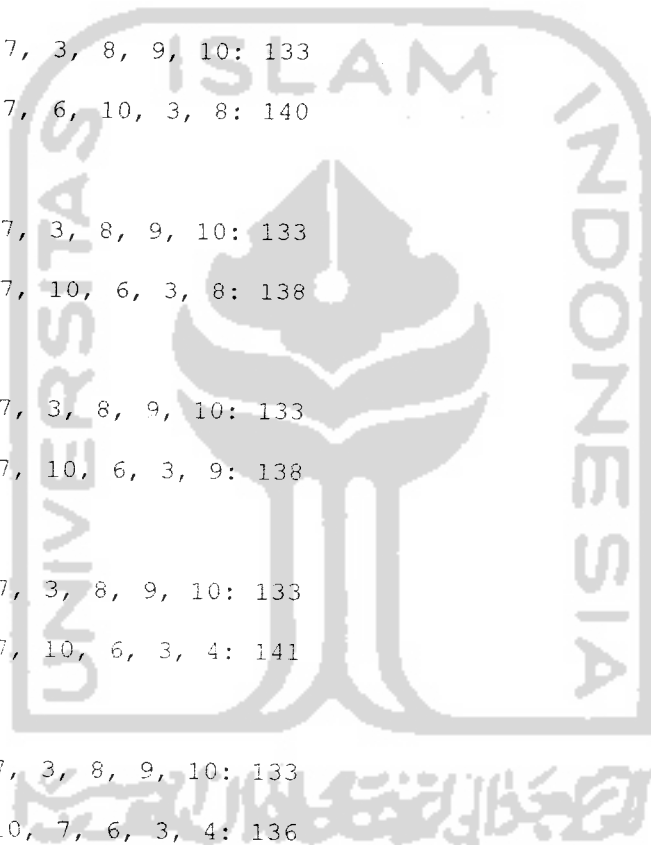 7, 3, 8, 9, 10: 133
ISLAM
7, 6, 10, 3, 8: 140
7, 3, 8, 9, 10: 133
7, 10, 6, 3, 8: 138
7, 3, 8, 9, 10: 133
7, 10, 6, 3, 9: 138
7, 3, 8, 9, 10: 133
7, 10, 6, 3, 4: 141
7, 3, 8, 9, 10: 133
10, 7, 6, 3, 4: 136
UNIVERSITAS
INDONESIA